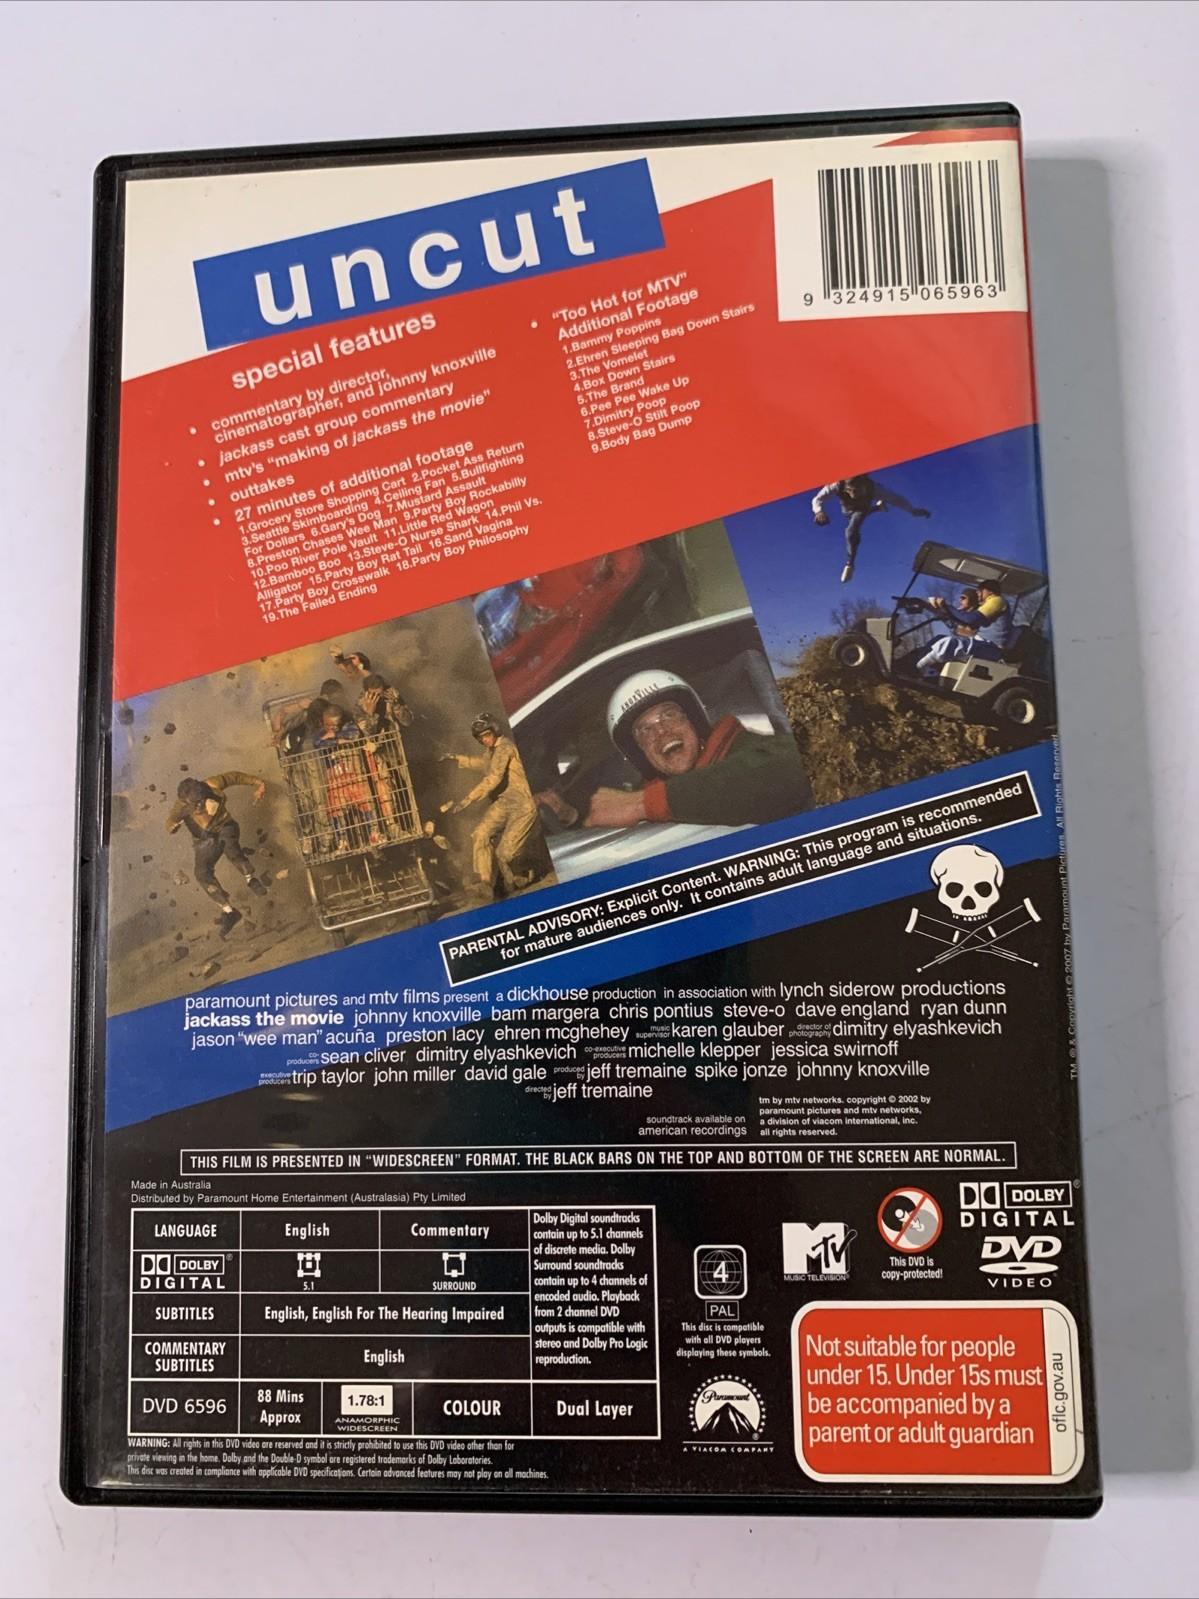 uncut
special features
• commentary by director,
cinematographer, and johnny knoxville
• jackass cast group commentary
• mtv's "making of jackass the movie"
• outtakes
• 27 minutes of additional footage
1.Grocery Store Shopping Cart 2.Pocket Ass Return
3.Seattle Skimboarding 4.Ceiling Fan 5.Bullfighting
For Dollars 6.Gary's Dog 7.Mustard Assault
8.Preston Chases Wee Man 9.Party Boy Rockabilly
10.Poo River Pole Vault 11.Little Red Wagon
12.Bamboo Boo 13.Steve-O Nurse Shark 14.Phil Vs.
Alligator 15.Party Boy Rat Tail 16.Sand Vagina
17.Party Boy Crosswalk 18.Party Boy Philosophy
19.The Failed Ending
• "Too Hot for MTV"
Additional Footage
1.Bammy Poppins
2.Ehren Sleeping Bag Down Stairs
3.The Vomelet
4.Box Down Stairs
5.The Brand
6.Pee Pee Wake Up
7.Dimitry Poop
8.Steve-O Stilt Poop
9.Body Bag Dump
9 324915 065963
KNOXVILLE
PARENTAL ADVISORY: Explicit Content. WARNING: This program is recommended
for mature audiences only. It contains adult language and situations.
TM, ® & Copyright © 2007 by Paramount Pictures. All Rights Reserved.
paramount pictures and mtv films present a dickhouse production in association with lynch siderow productions
jackass the movie johnny knoxville bam margera chris pontius steve-o dave england ryan dunn
jason "wee man" acuña preston lacy ehren mcghehey music supervisor karen glauber director of photography dimitry elyashkevich
co-producers sean cliver dimitry elyashkevich co-executive producers michelle klepper jessica swirnoff
executive producers trip taylor john miller david gale produced by jeff tremaine spike jonze johnny knoxville
directed by jeff tremaine
soundtrack available on
american recordings
tm by mtv networks. copyright © 2002 by
paramount pictures and mtv networks,
a division of viacom international, inc.
all rights reserved.
THIS FILM IS PRESENTED IN "WIDESCREEN" FORMAT. THE BLACK BARS ON THE TOP AND BOTTOM OF THE SCREEN ARE NORMAL.
Made in Australia
Distributed by Paramount Home Entertainment (Australasia) Pty Limited
LANGUAGE English Commentary
DOLBY ®
DIGITAL 5.1 SURROUND
SUBTITLES English, English For The Hearing Impaired
COMMENTARY
SUBTITLES English
DVD 6596 88 Mins
Approx 1.78:1
ANAMORPHIC
WIDESCREEN COLOUR Dual Layer
Dolby Digital soundtracks
contain up to 5.1 channels
of discrete media. Dolby
Surround soundtracks
contain up to 4 channels of
encoded audio. Playback
from 2 channel DVD
outputs is compatible with
stereo and Dolby Pro Logic
reproduction.
WARNING: All rights in this DVD video are reserved and it is strictly prohibited to use this DVD video other than for
private viewing in the home. Dolby and the Double-D symbol are registered trademarks of Dolby Laboratories.
This disc was created in compliance with applicable DVD specifications. Certain advanced features may not play on all machines.
4
PAL
This disc is compatible
with all DVD players
displaying these symbols.
Paramount
®
A VIACOM COMPANY
MTV
MUSIC TELEVISION®
This DVD is
copy-protected!
DOLBY ®
DIGITAL
DVD
VIDEO
Not suitable for people
under 15. Under 15s must
be accompanied by a
parent or adult guardian
oflc.gov.au